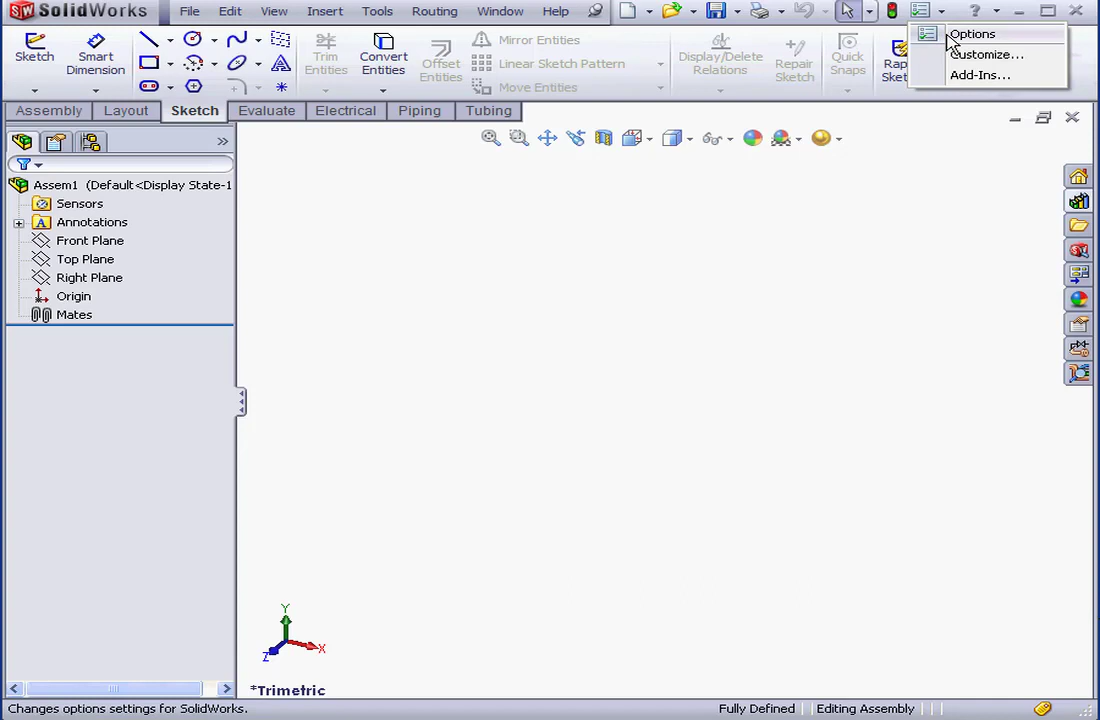 SolidWorks
File Edit View Insert Tools Routing Window Help
Options
Customize...
Add-Ins...
Sketch
Smart Dimension
Trim Entities
Convert Entities
Offset Entities
Mirror Entities
Linear Sketch Pattern
Move Entities
Display/Delete Relations
Repair Sketch
Quick Snaps
Rap
Sket
Assembly Layout Sketch Evaluate Electrical Piping Tubing
Assem1 (Default<Display State-1
Sensors
Annotations
Front Plane
Top Plane
Right Plane
Origin
Mates
Y
X
Z
*Trimetric
Changes options settings for SolidWorks.
Fully Defined
Editing Assembly